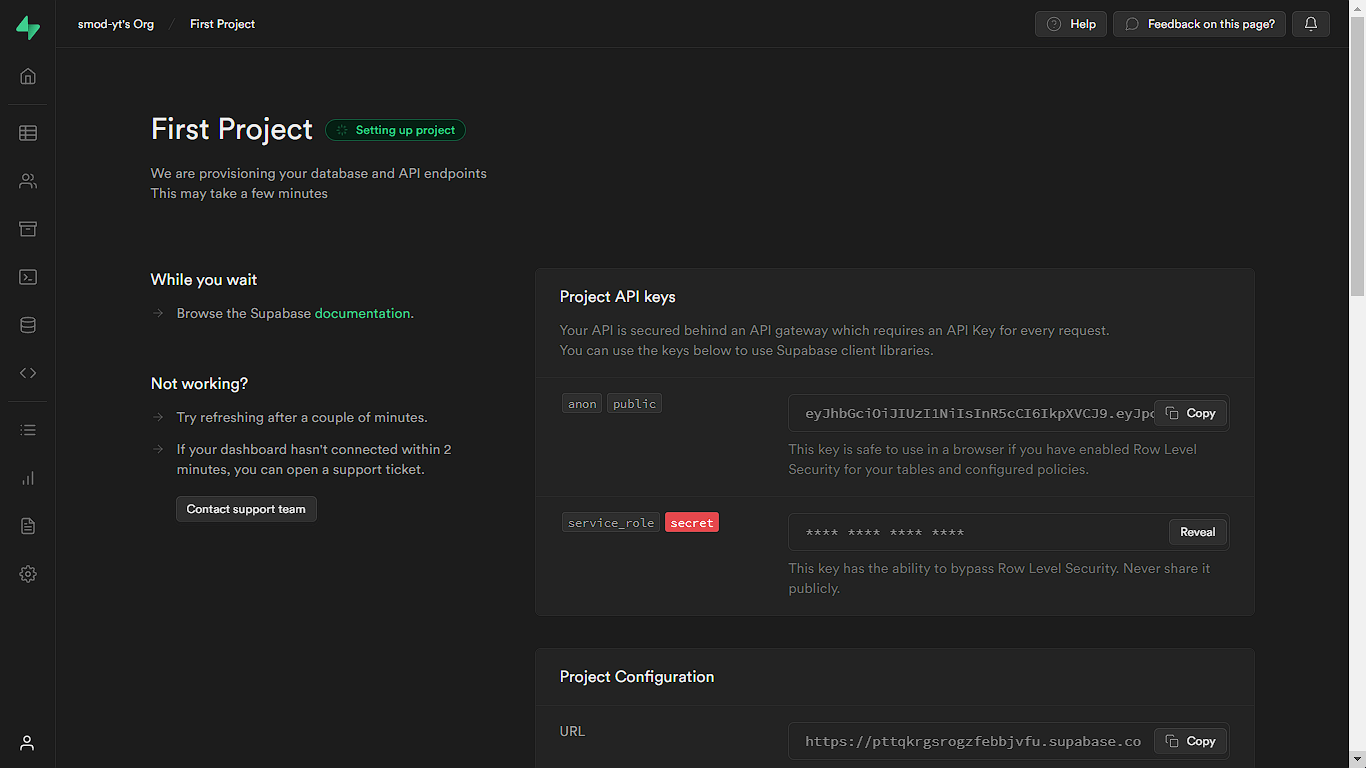 smod-yt's Org / First Project
Help
Feedback on this page?
First Project
Setting up project
We are provisioning your database and API endpoints
This may take a few minutes
While you wait
Browse the Supabase documentation.
Not working?
Try refreshing after a couple of minutes.
If your dashboard hasn't connected within 2
minutes, you can open a support ticket.
Contact support team
Project API keys
Your API is secured behind an API gateway which requires an API Key for every request.
You can use the keys below to use Supabase client libraries.
anon public
eyJhbGciOiJIUzI1NiIsInR5cCI6IkpXVCJ9.eyJpc
Copy
This key is safe to use in a browser if you have enabled Row Level
Security for your tables and configured policies.
service_role secret
**** **** **** ****
Reveal
This key has the ability to bypass Row Level Security. Never share it
publicly.
Project Configuration
URL
https://pttqkrgsrogzfebbjvfu.supabase.co
Copy